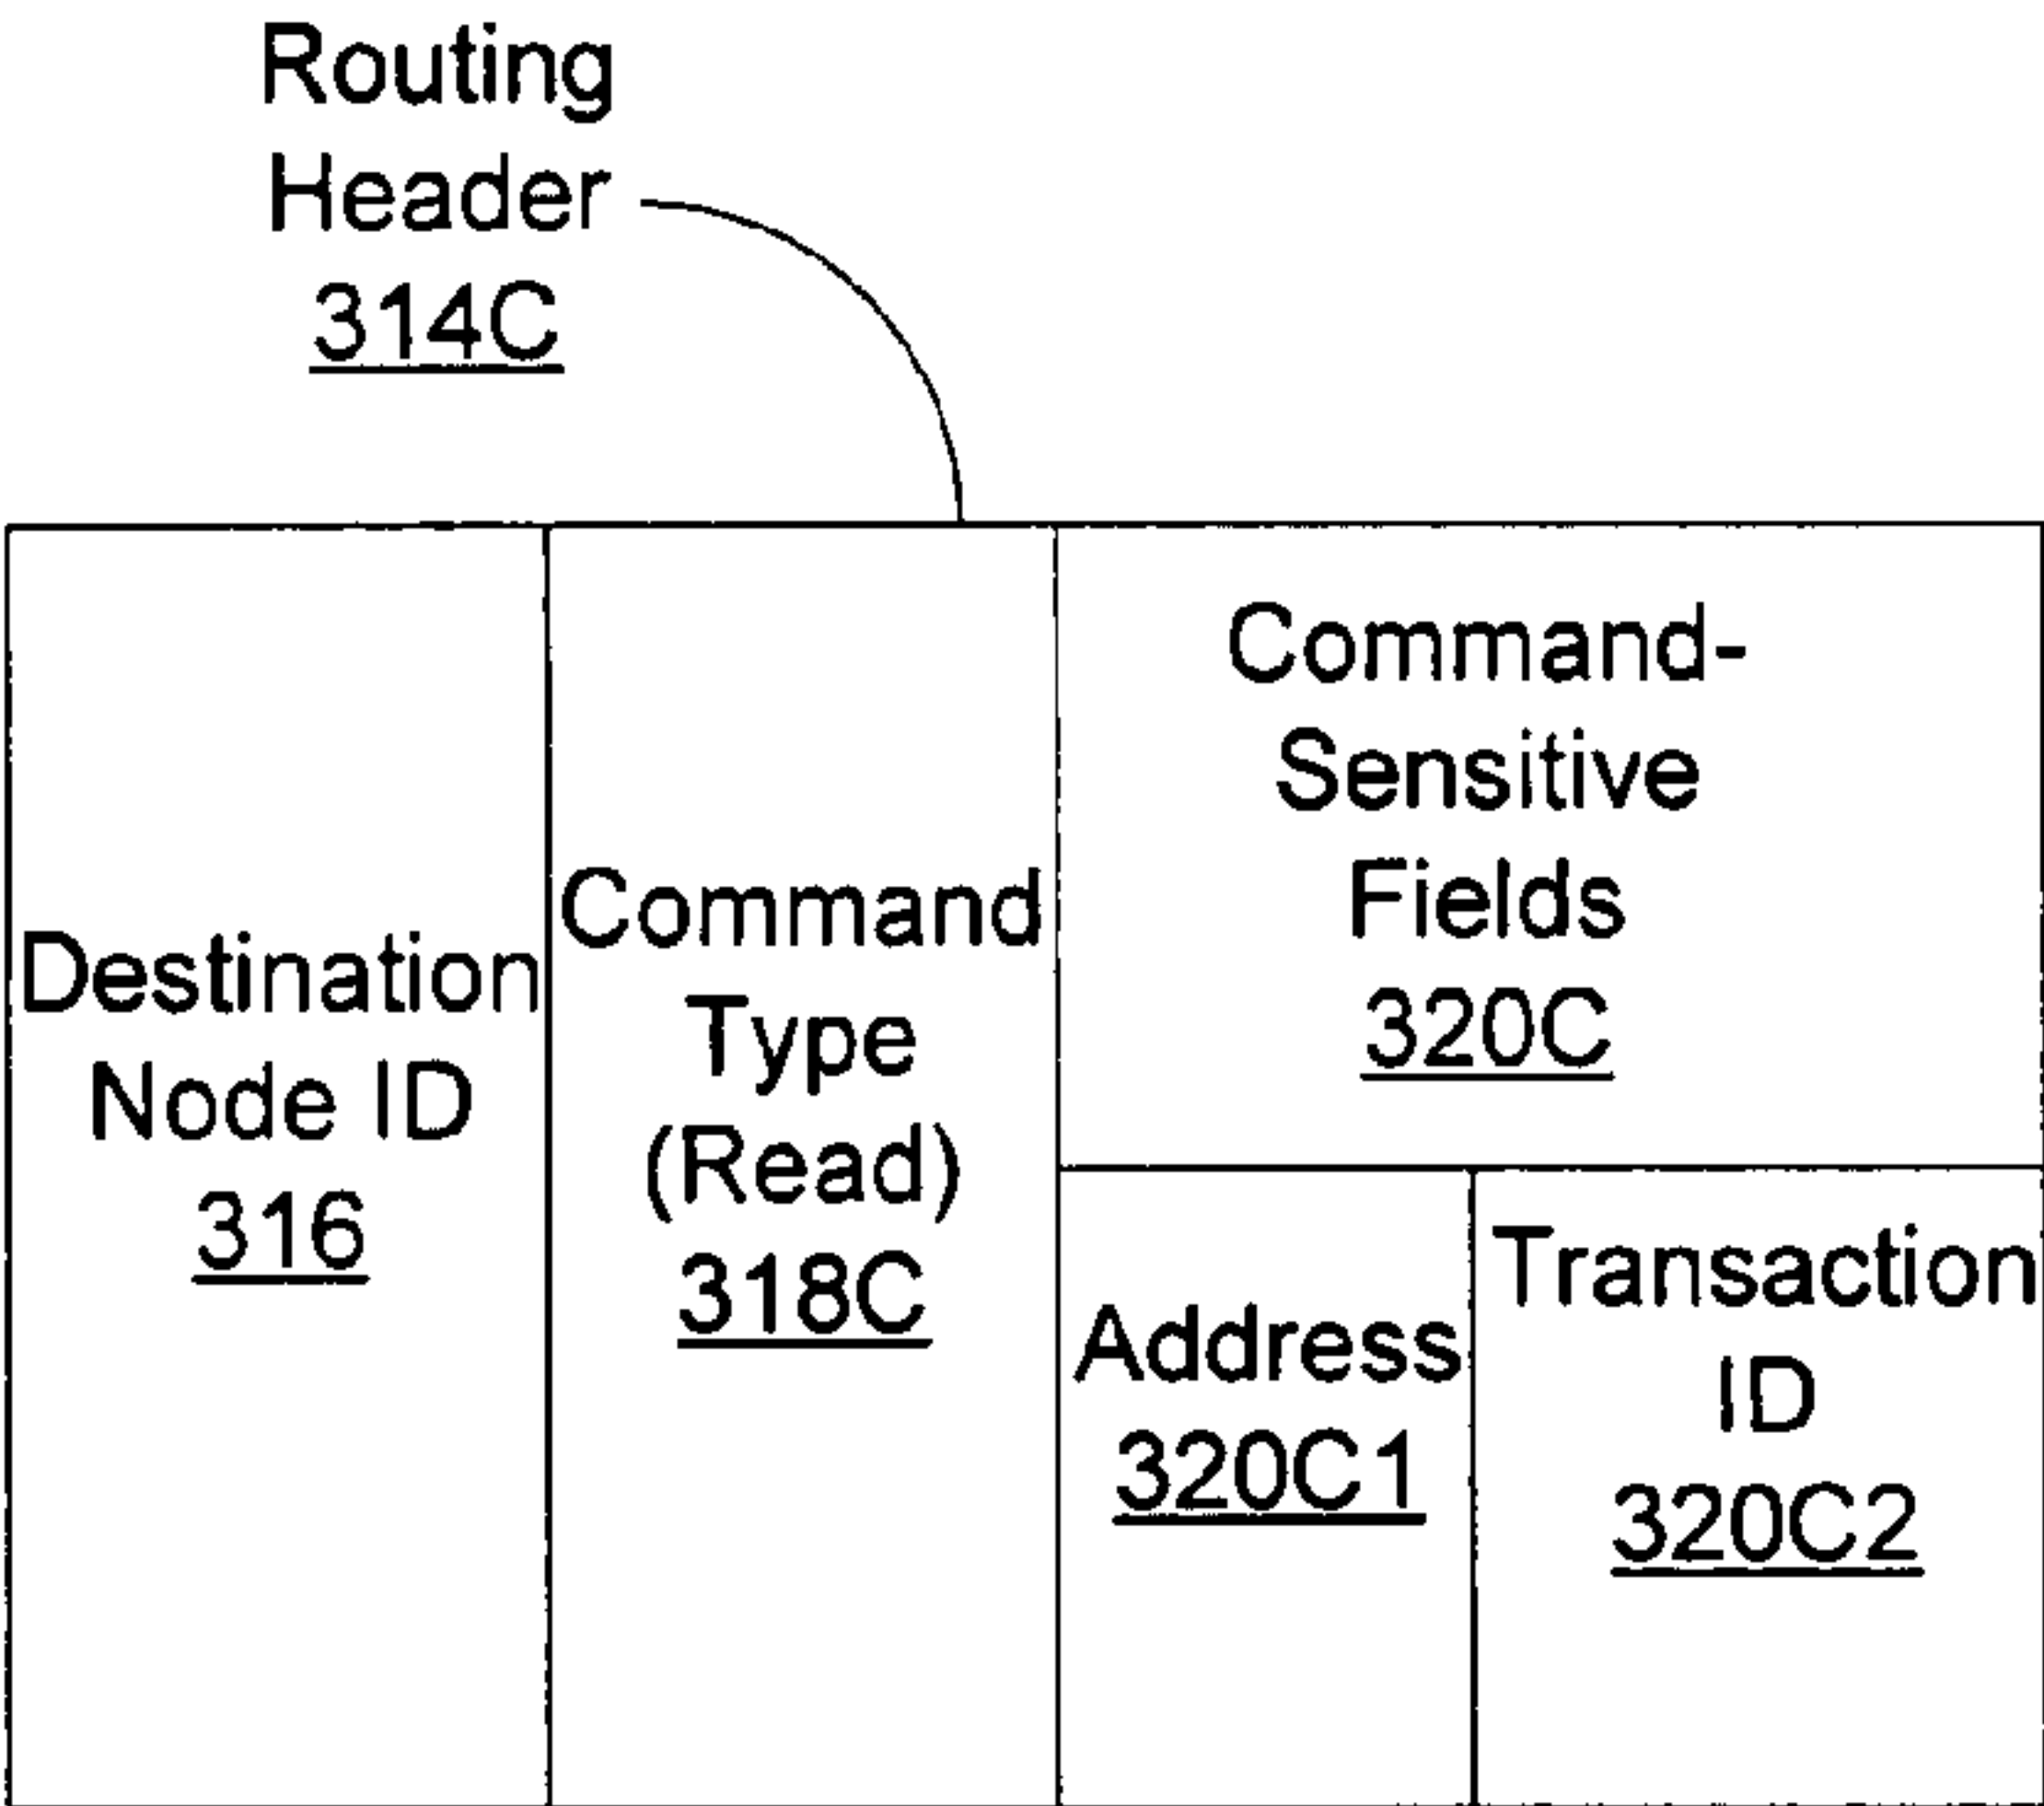 Routing
Header
314C
Destination
Node ID
316
Command
Type
(Read)
318C
Command-
Sensitive
Fields
320C
Address
320C1
Transaction
ID
320C2